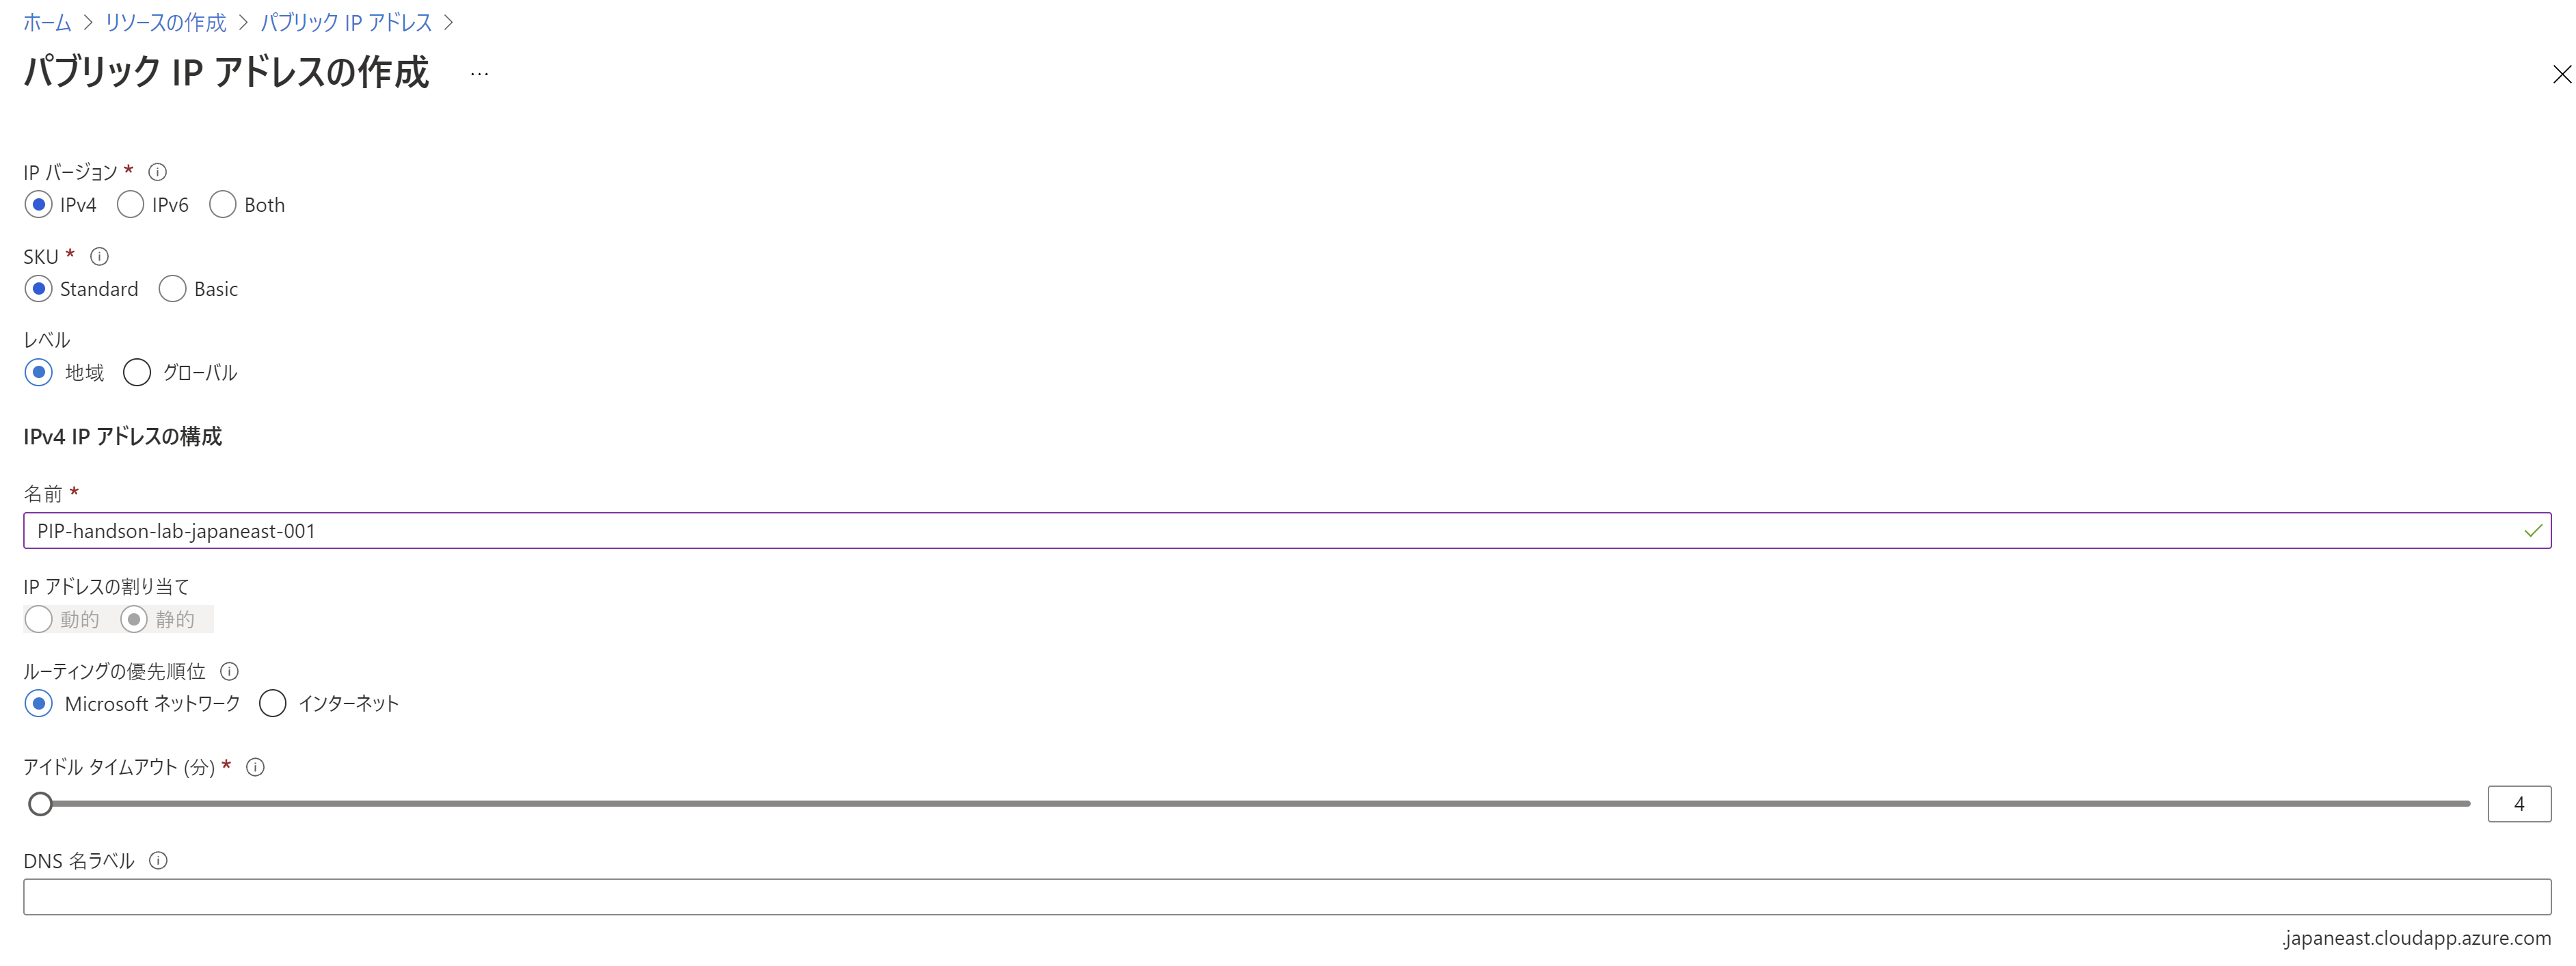 ホーム > リソースの作成 > パブリック IP アドレス >
パブリック IP アドレスの作成 ...
IP バージョン *
IPv4 IPv6 Both
SKU *
Standard Basic
レベル
地域 グローバル
IPv4 IP アドレスの構成
名前 *
PIP-handson-lab-japaneast-001
IP アドレスの割り当て
動的 静的
ルーティングの優先順位
Microsoft ネットワーク インターネット
アイドル タイムアウト (分) *
4
DNS 名ラベル
.japaneast.cloudapp.azure.com